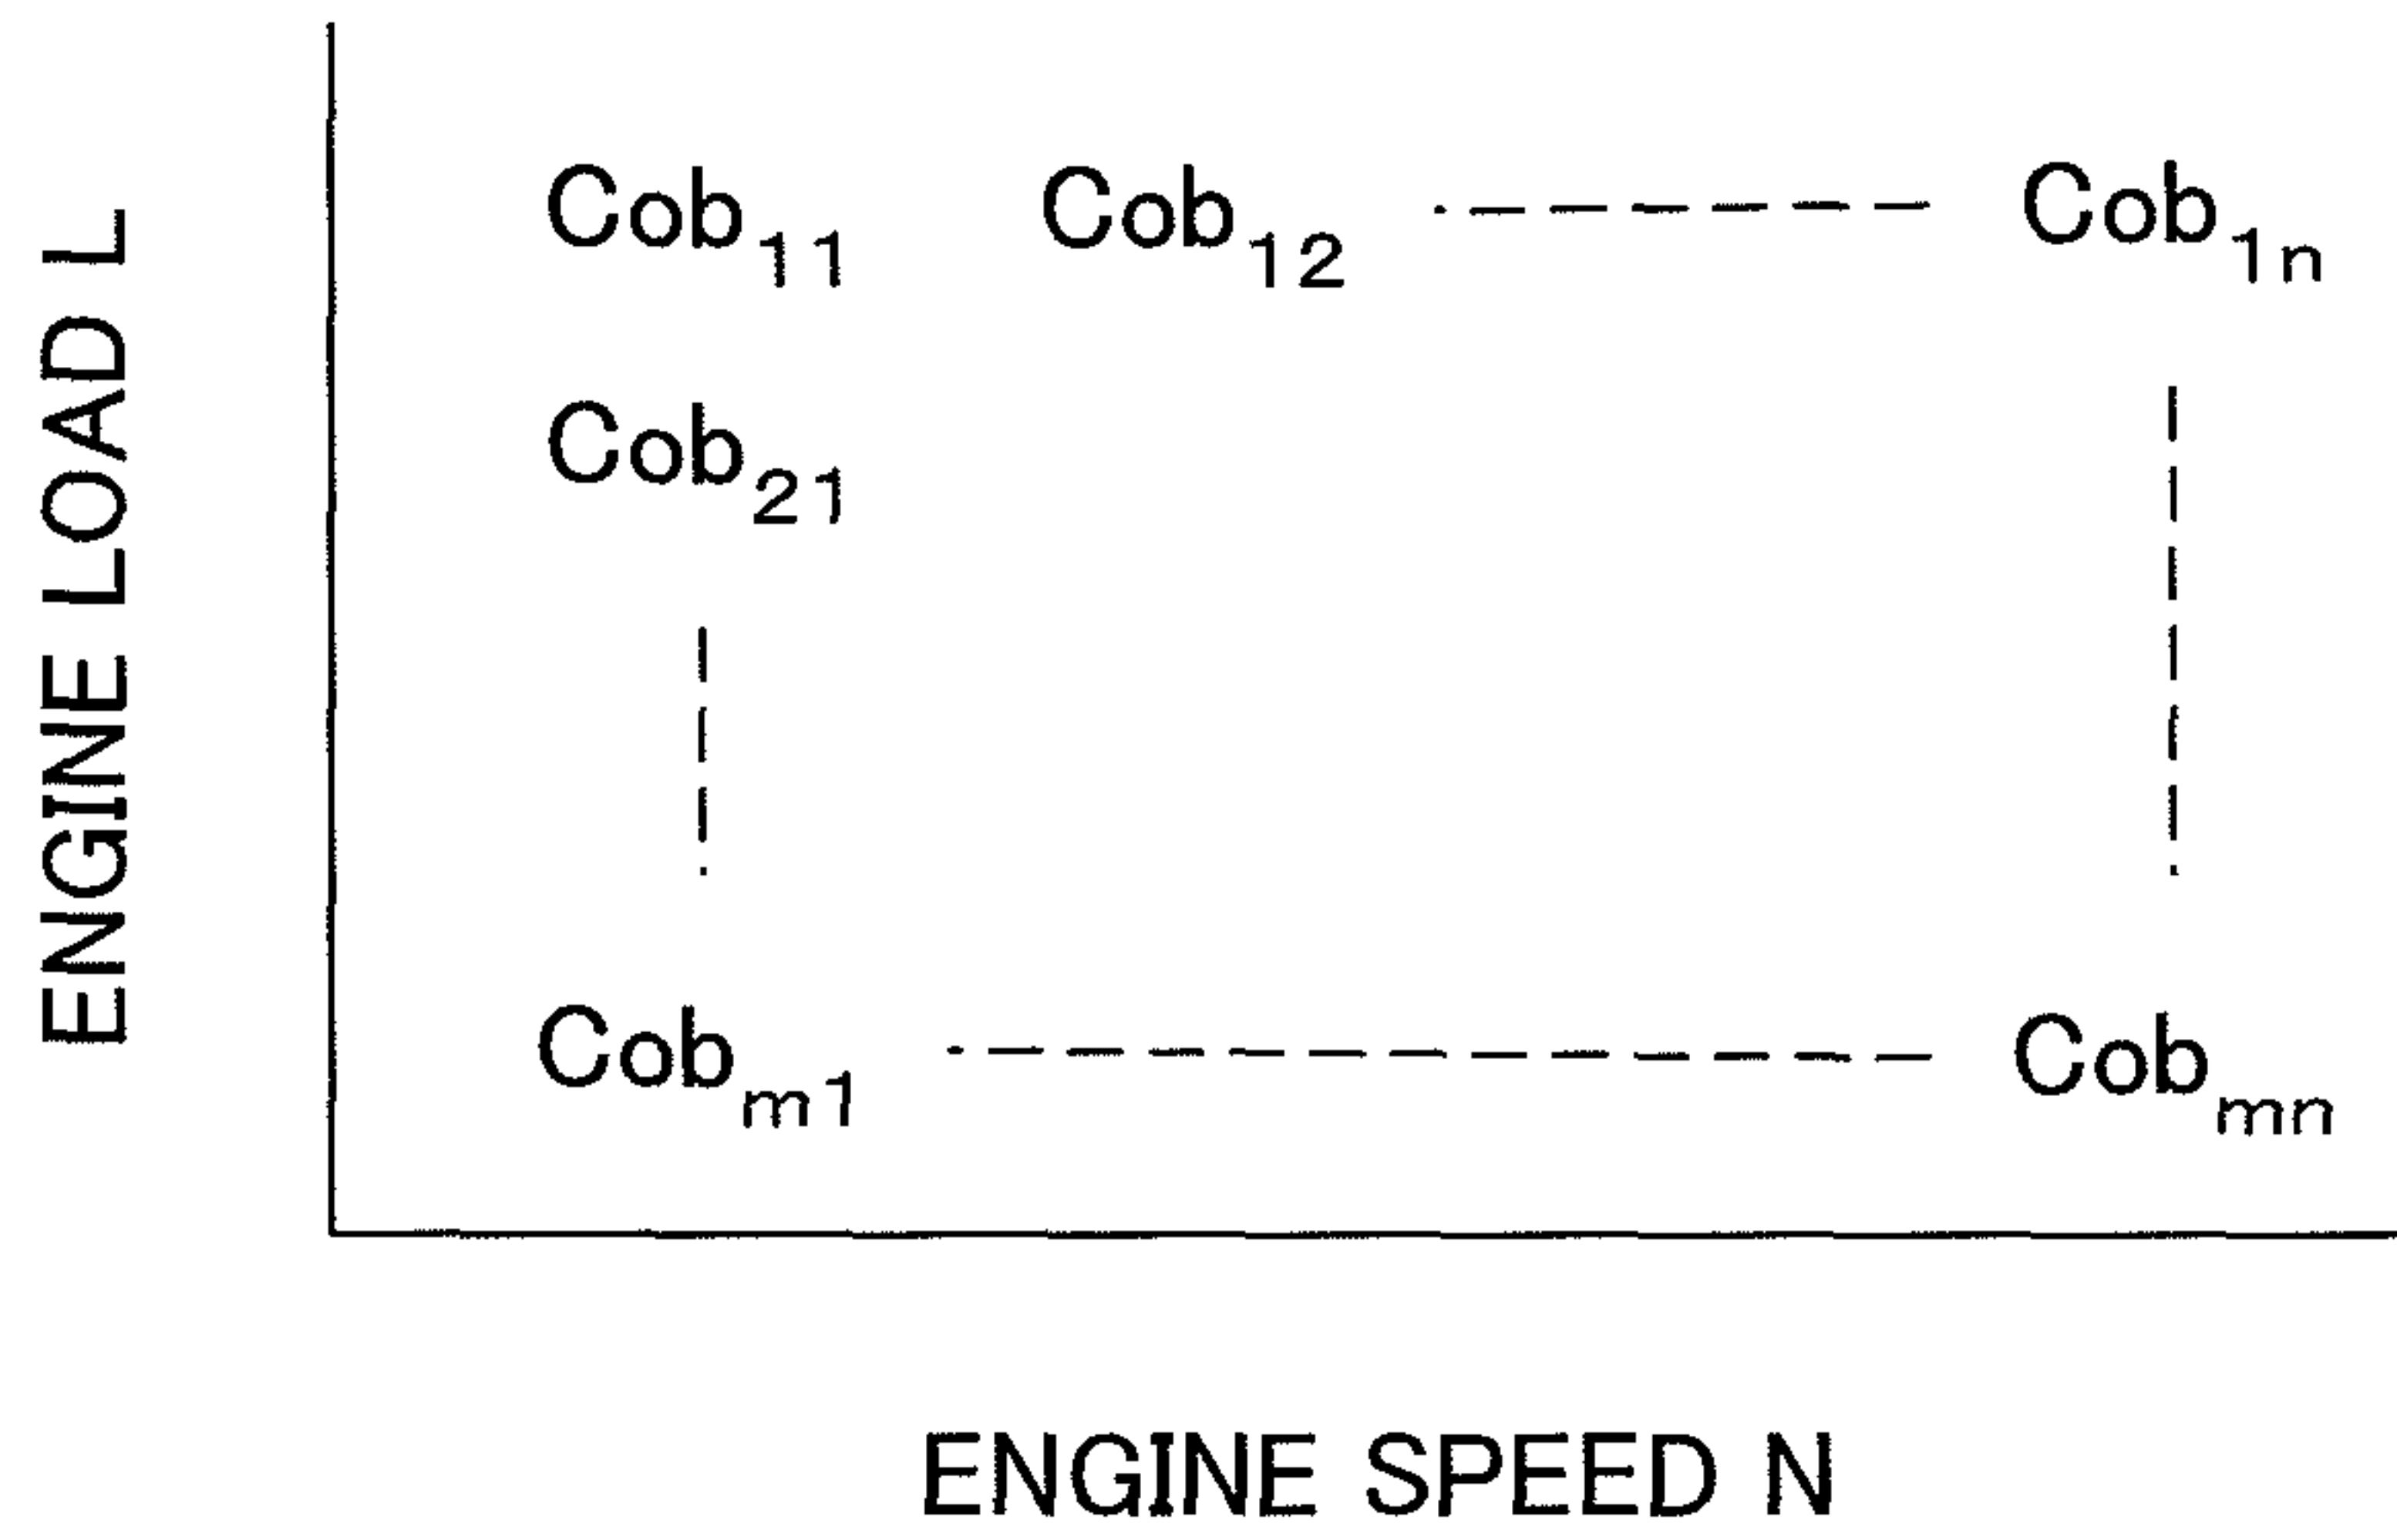 ENGINE LOAD L
Cob₁₁ Cob₁₂ Cob₁ₙ
Cob₂₁
Cobₘ₁ Cobₘₙ
ENGINE SPEED N